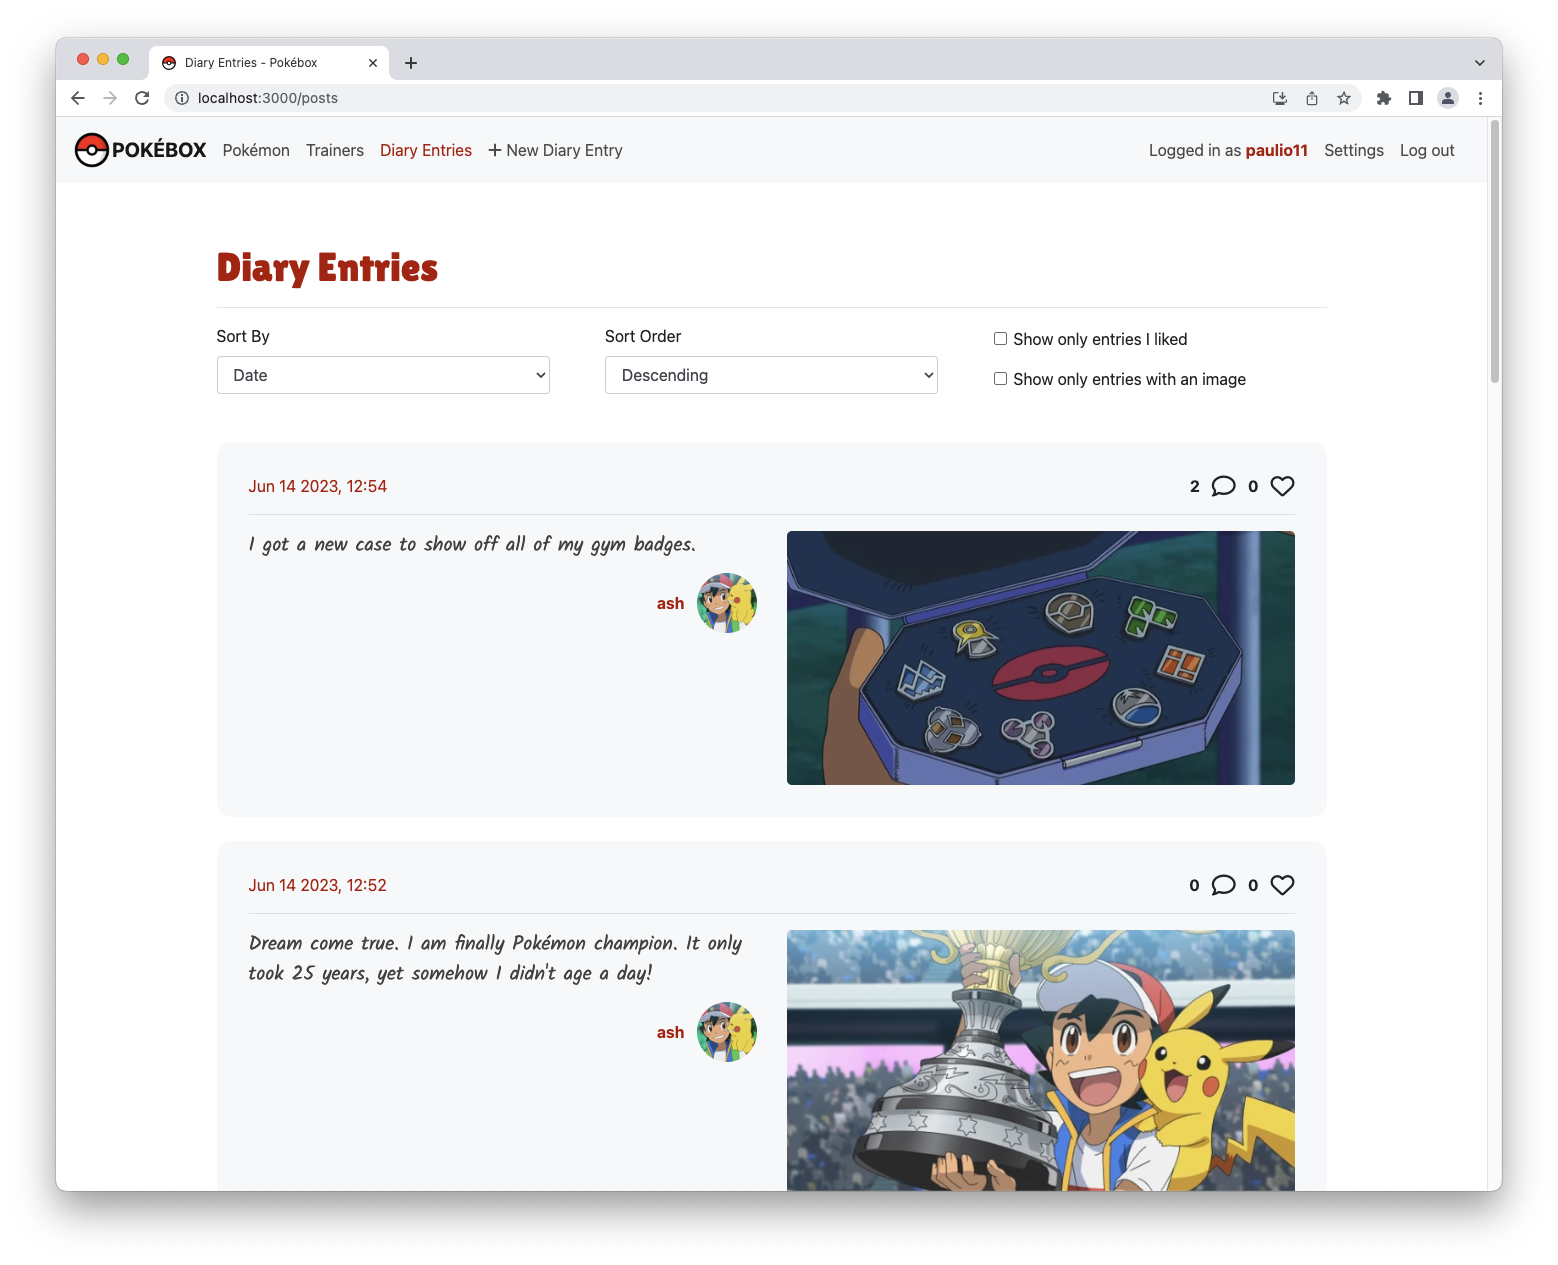 Diary Entries - Pokébox
localhost:3000/posts
POKÉBOX Pokémon Trainers Diary Entries + New Diary Entry Logged in as paulio11 Settings Log out
Diary Entries
Sort By Sort Order
Show only entries I liked
Date Descending
Show only entries with an image
Jun 14 2023, 12:54 2 0
I got a new case to show off all of my gym badges.
ash
Jun 14 2023, 12:52 0 0
Dream come true. I am finally Pokémon champion. It only
took 25 years, yet somehow I didn't age a day!
ash